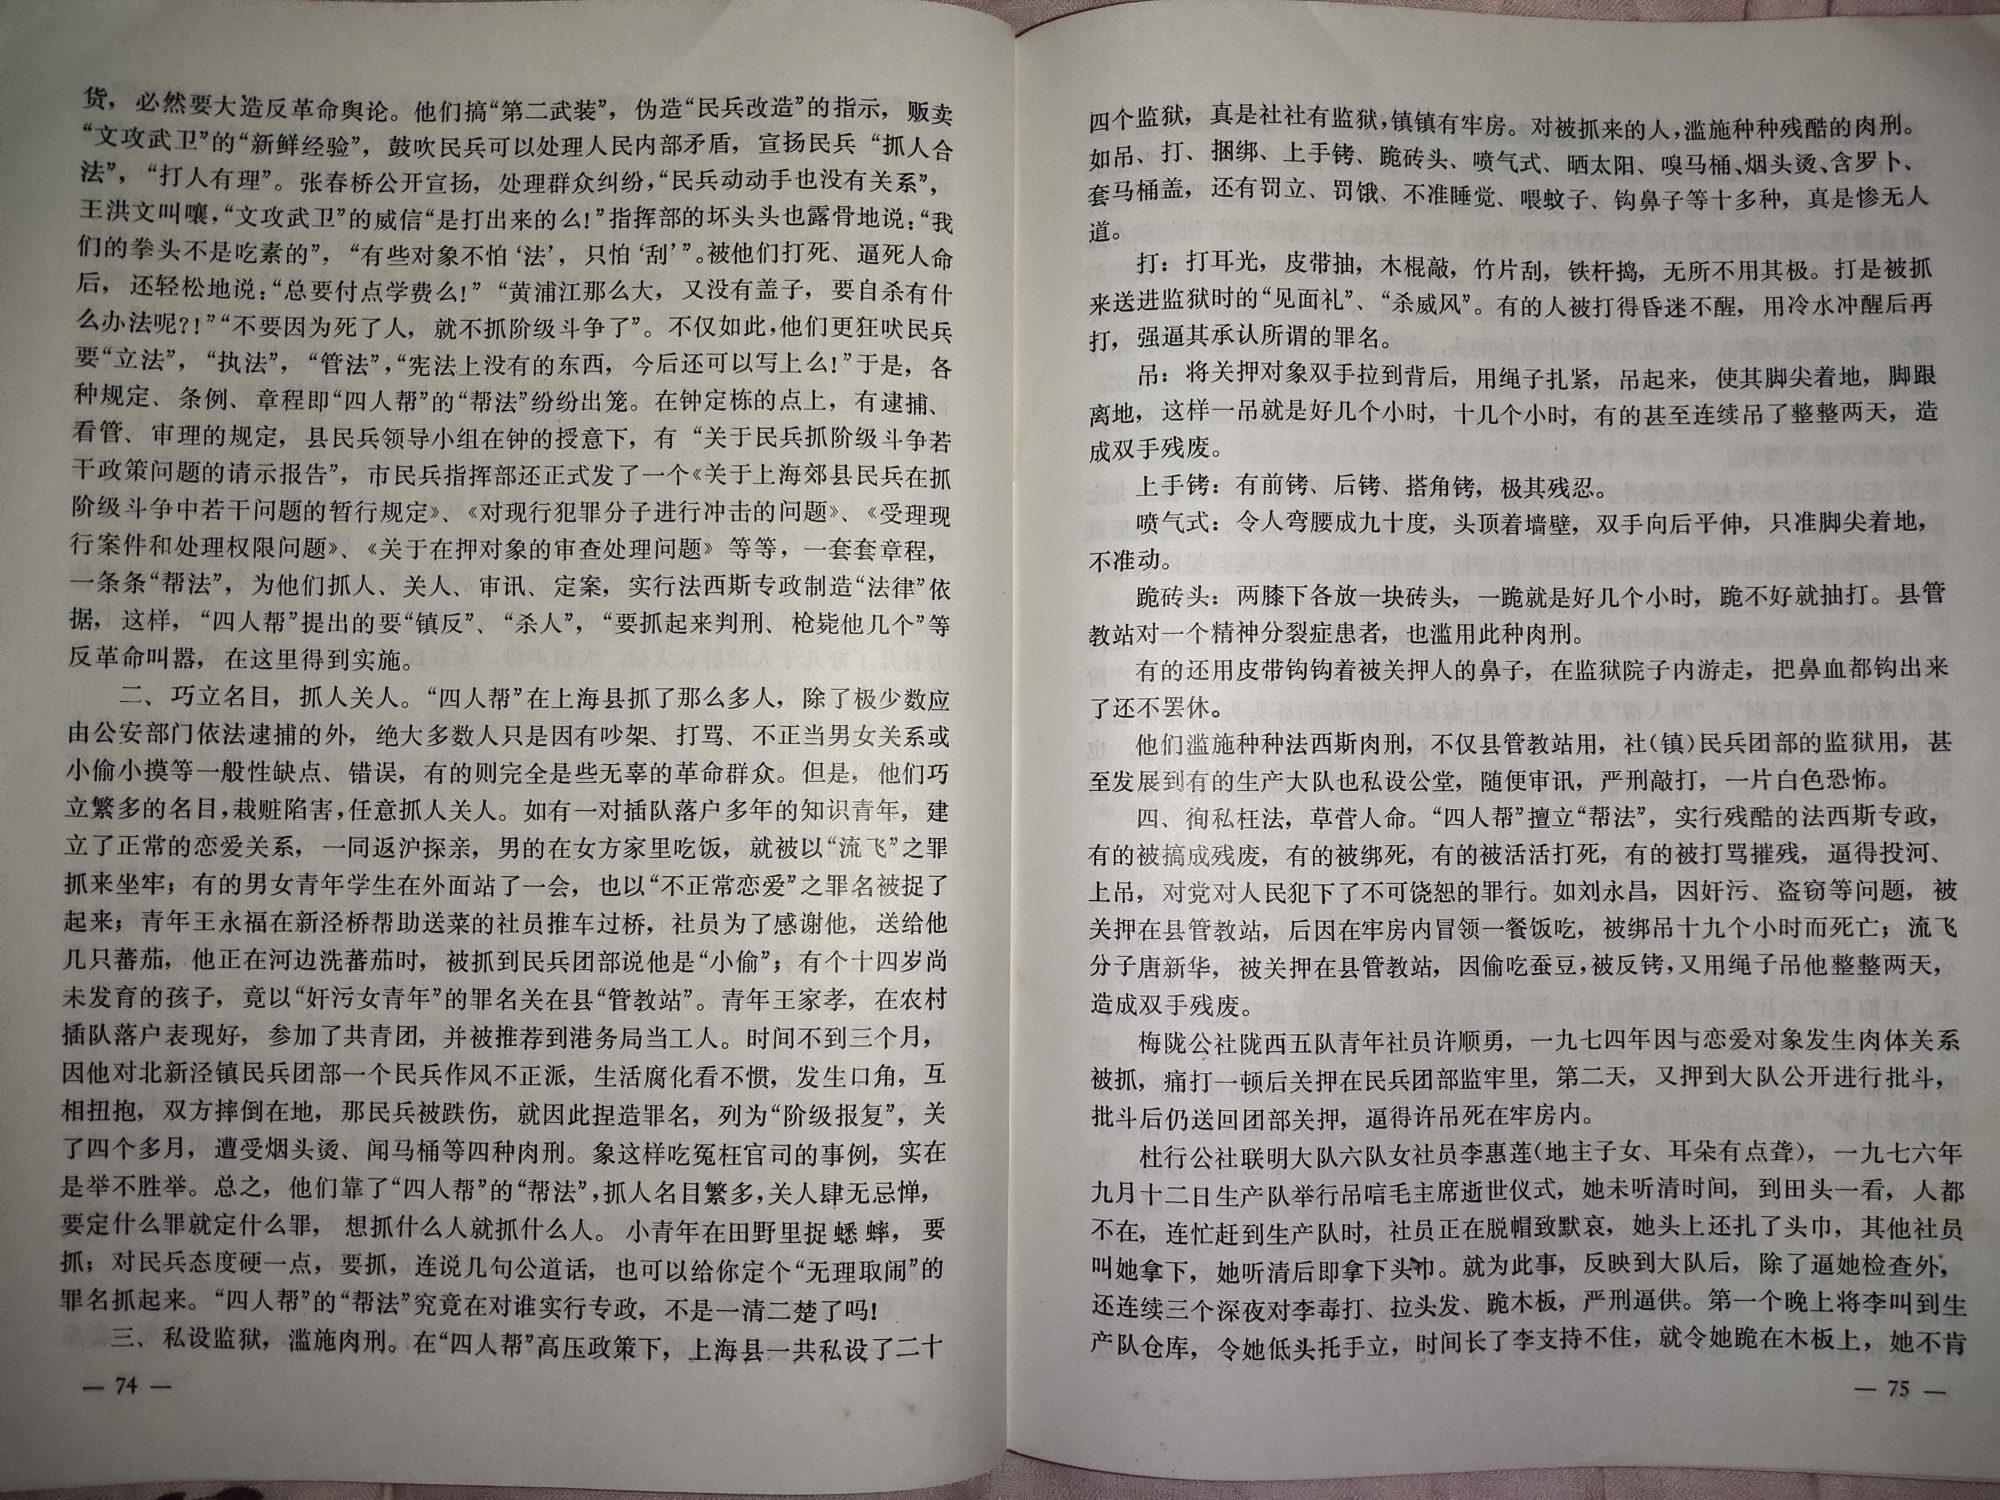 货，必然要大造反革命舆论。他们搞“第二武装”，伪造“民兵改造”的指示，贩卖
“文攻武卫”的“新鲜经验”，鼓吹民兵可以处理人民内部矛盾，宣扬民兵“抓人合
法”，“打人有理”。张春桥公开宣扬，处理群众纠纷，“民兵动动手也没有关系”，
王洪文叫嚷，“文攻武卫”的威信“是打出来的么！”指挥部的坏头头也露骨地说：“我
们的拳头不是吃素的”，“有些对象不怕‘法’，只怕‘刮’”。被他们打死、逼死人命
后，还轻松地说：“总要付点学费么！”“黄浦江那么大，又没有盖子，要自杀有什
么办法呢？！”“不要因为死了人，就不抓阶级斗争了”。不仅如此，他们更狂吠民兵
要“立法”，“执法”，“管法”，“宪法上没有的东西，今后还可以写上么！”于是，各
种规定、条例、章程即“四人帮”的“帮法”纷纷出笼。在钟定栋的点上，有逮捕、
看管、审理的规定，县民兵领导小组在钟的授意下，有“关于民兵抓阶级斗争若
干政策问题的请示报告”，市民兵指挥部还正式发了一个《关于上海郊县民兵在抓
阶级斗争中若干问题的暂行规定》、《对现行犯罪分子进行冲击的问题》、《受理现
行案件和处理权限问题》、《关于在押对象的审查处理问题》等等，一套套章程，
一条条“帮法”，为他们抓人、关人、审讯、定案，实行法西斯专政制造“法律”依
据，这样，“四人帮”提出的要“镇反”、“杀人”，“要抓起来判刑、枪毙他几个”等
反革命叫嚣，在这里得到实施。
二、巧立名目，抓人关人。“四人帮”在上海县抓了那么多人，除了极少数应
由公安部门依法逮捕的外，绝大多数人只是因有吵架、打骂、不正当男女关系或
小偷小摸等一般性缺点、错误，有的则完全是些无辜的革命群众。但是，他们巧
立繁多的名目，栽赃陷害，任意抓人关人。如有一对插队落户多年的知识青年，建
立了正常的恋爱关系，一同返沪探亲，男的在女方家里吃饭，就被以“流飞”之罪
抓来坐牢；有的男女青年学生在外面站了一会，也以“不正常恋爱”之罪名被捉了
起来；青年王永福在新泾桥帮助送菜的社员推车过桥，社员为了感谢他，送给他
几只蕃茄，他正在河边洗蕃茄时，被抓到民兵团部说他是“小偷”；有个十四岁尚
未发育的孩子，竟以“奸污女青年”的罪名关在县“管教站”。青年王家孝，在农村
插队落户表现好，参加了共青团，并被推荐到港务局当工人。时间不到三个月，
因他对北新泾镇民兵团部一个民兵作风不正派，生活腐化看不惯，发生口角，互
相扭抱，双方摔倒在地，那民兵被跌伤，就因此捏造罪名，列为“阶级报复”，关
了四个多月，遭受烟头烫、闻马桶等四种肉刑。象这样吃冤枉官司的事例，实在
是举不胜举。总之，他们靠了“四人帮”的“帮法”，抓人名目繁多，关人肆无忌惮，
要定什么罪就定什么罪，想抓什么人就抓什么人。小青年在田野里捉蟋蟀，要
抓；对民兵态度硬一点，要抓，连说几句公道话，也可以给你定个“无理取闹”的
罪名抓起来。“四人帮”的“帮法”究竟在对谁实行专政，不是一清二楚了吗！
三、私设监狱，滥施肉刑。在“四人帮”高压政策下，上海县一共私设了二十
— 74 —
四个监狱，真是社社有监狱，镇镇有牢房。对被抓来的人，滥施种种残酷的肉刑。
如吊、打、捆绑、上手铐、跪砖头、喷气式、晒太阳、嗅马桶、烟头烫、含罗卜、
套马桶盖，还有罚立、罚饿、不准睡觉、喂蚊子、钩鼻子等十多种，真是惨无人
道。
打：打耳光，皮带抽，木棍敲，竹片刮，铁杆捣，无所不用其极。打是被抓
来送进监狱时的“见面礼”、“杀威风”。有的人被打得昏迷不醒，用冷水冲醒后再
打，强逼其承认所谓的罪名。
吊：将关押对象双手拉到背后，用绳子扎紧，吊起来，使其脚尖着地，脚跟
离地，这样一吊就是好几个小时，十几个小时，有的甚至连续吊了整整两天，造
成双手残废。
上手铐：有前铐、后铐、搭角铐，极其残忍。
喷气式：令人弯腰成九十度，头顶着墙壁，双手向后平伸，只准脚尖着地，
不准动。
跪砖头：两膝下各放一块砖头，一跪就是好几个小时，跪不好就抽打。县管
教站对一个精神分裂症患者，也滥用此种肉刑。
有的还用皮带钩钩着被关押人的鼻子，在监狱院子内游走，把鼻血都钩出来
了还不罢休。
他们滥施种种法西斯肉刑，不仅县管教站用，社（镇）民兵团部的监狱用，甚
至发展到有的生产大队也私设公堂，随便审讯，严刑敲打，一片白色恐怖。
四、徇私枉法，草菅人命。“四人帮”擅立“帮法”，实行残酷的法西斯专政，
有的被搞成残废，有的被绑死，有的被活活打死，有的被打骂摧残，逼得投河、
上吊，对党对人民犯下了不可饶恕的罪行。如刘永昌，因奸污、盗窃等问题，被
关押在县管教站，后因在牢房内冒领一餐饭吃，被绑吊十九个小时而死亡；流飞
分子唐新华，被关押在县管教站，因偷吃蚕豆，被反铐，又用绳子吊他整整两天，
造成双手残废。
梅陇公社陇西五队青年社员许顺勇，一九七四年因与恋爱对象发生肉体关系
被抓，痛打一顿后关押在民兵团部监牢里，第二天，又押到大队公开进行批斗，
批斗后仍送回团部关押，逼得许吊死在牢房内。
杜行公社联明大队六队女社员李惠莲（地主子女、耳朵有点聋），一九七六年
九月十二日生产队举行吊唁毛主席逝世仪式，她未听清时间，到田头一看，人都
不在，连忙赶到生产队时，社员正在脱帽致默哀，她头上还扎了头巾，其他社员
叫她拿下，她听清后即拿下头巾。就为此事，反映到大队后，除了逼她检查外，
还连续三个深夜对李毒打、拉头发、跪木板，严刑逼供。第一个晚上将李叫到生
产队仓库，令她低头托手立，时间长了李支持不住，就令她跪在木板上，她不肯
— 75 —